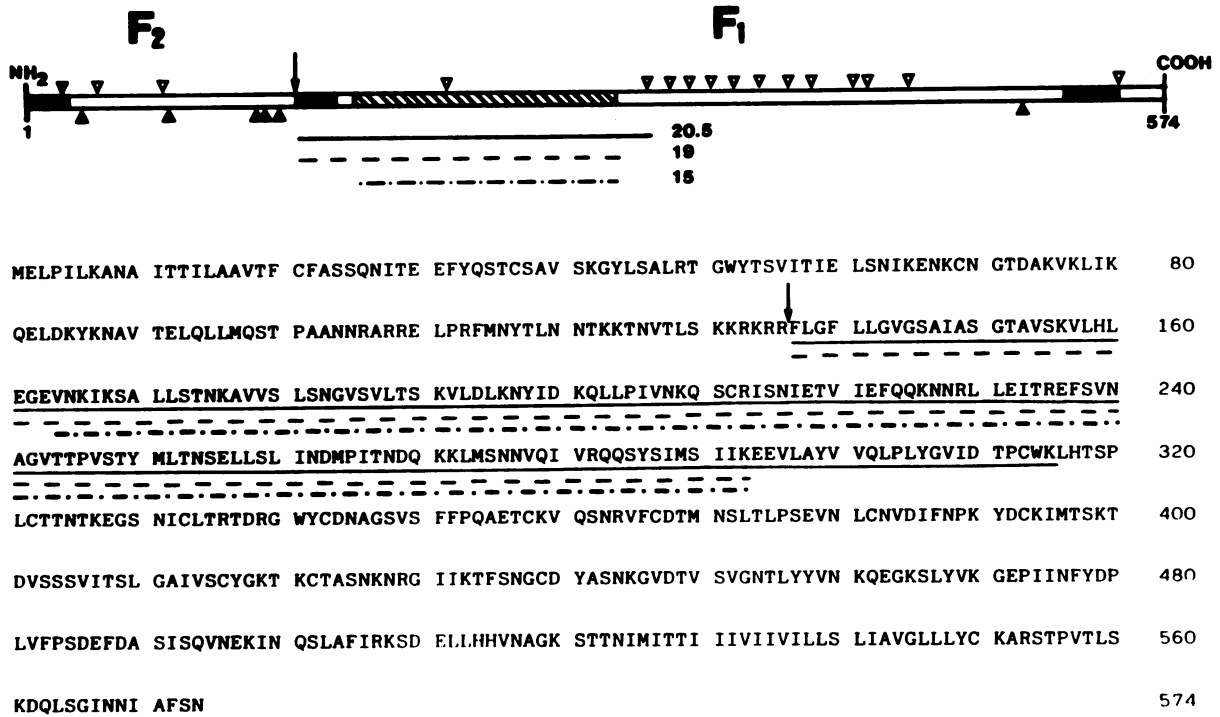 F2 F1
NH2 COOH
1 574
20.5
19
15
MELPILKANA ITTILAAVTF CFASSQNITE EFYQSTCSAV SKGYLSALRT GWYTSVITIE LSNIKENKCN GTDAKVKLIK 80
QELDKYKNAV TELQLLMQST PAANNRARRE LPRFMNYTLN NTKKTNVTLS KKRKRRFLGF LLGVGSAIAS GTAVSKVLHL 160
EGEVNKIKSA LLSTNKAVVS LSNGVSVLTS KVLDLKNYID KQLLPIVNKQ SCRISNIETV IEFQQKNNRL LEITREFSVN 240
AGVTTPVSTY MLTNSELLSL INDMPITNDQ KKLMSNNVQI VRQQSYSIMS IIKEEVLAYV VQLPLYGVID TPCWKLHTSP 320
LCTTNTKEGS NICLTRTDRG WYCDNAGSVS FFPQAETCKV QSNRVFCDTM NSLTLPSEVN LCNVDIFNPK YDCKIMTSKT 400
DVSSSVITSL GAIVSCYGKT KCTASNKNRG IIKTFSNGCD YASNKGVDTV SVGNTLYYVN KQEGKSLYVK GEPIINFYDP 480
LVFPSDEFDA SISQVNEKIN QSLAFIRKSD ELLHHVNAGK STTNIMITTI IIVIIVILLS LIAVGLLLYC KARSTPVTLS 560
KDQLSGINNI AFSN 574